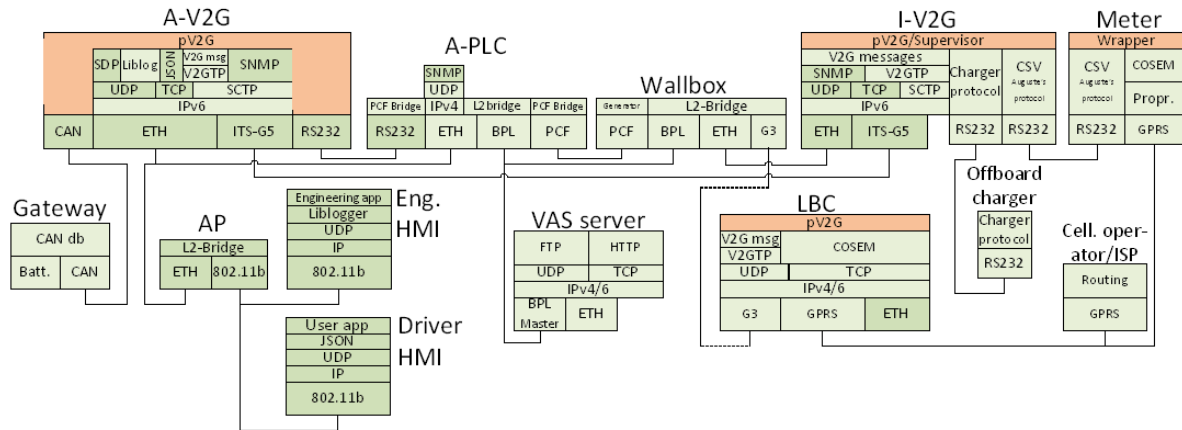 A-V2G
pV2G
SDP
Liblog
JSON
V2G msg
V2GTP
SNMP
UDP
TCP
SCTP
IPv6
CAN
ETH
ITS-G5
RS232
A-PLC
SNMP
UDP
PCF Bridge
IPv4
L2bridge
PCF Bridge
RS232
ETH
BPL
PCF
Wallbox
Generator
L2-Bridge
PCF
BPL
ETH
G3
I-V2G
pV2G/Supervisor
V2G messages
SNMP
V2GTP
UDP
TCP
SCTP
IPv6
ETH
ITS-G5
Charger
protocol
RS232
CSV
Auguste's
protocol
RS232
Meter
Wrapper
CSV
Auguste's
protocol
RS232
COSEM
Propr.
GPRS
Gateway
CAN db
Batt.
CAN
AP
L2-Bridge
ETH
802.11b
Eng.
HMI
Engineering app
Liblogger
UDP
IP
802.11b
Driver
HMI
User app
JSON
UDP
IP
802.11b
VAS server
FTP
HTTP
UDP
TCP
IPv4/6
BPL
Master
ETH
LBC
pV2G
V2G msg
V2GTP
COSEM
UDP
TCP
IPv4/6
G3
GPRS
ETH
Offboard
charger
Charger
protocol
RS232
Cell. oper-
ator/ISP
Routing
GPRS